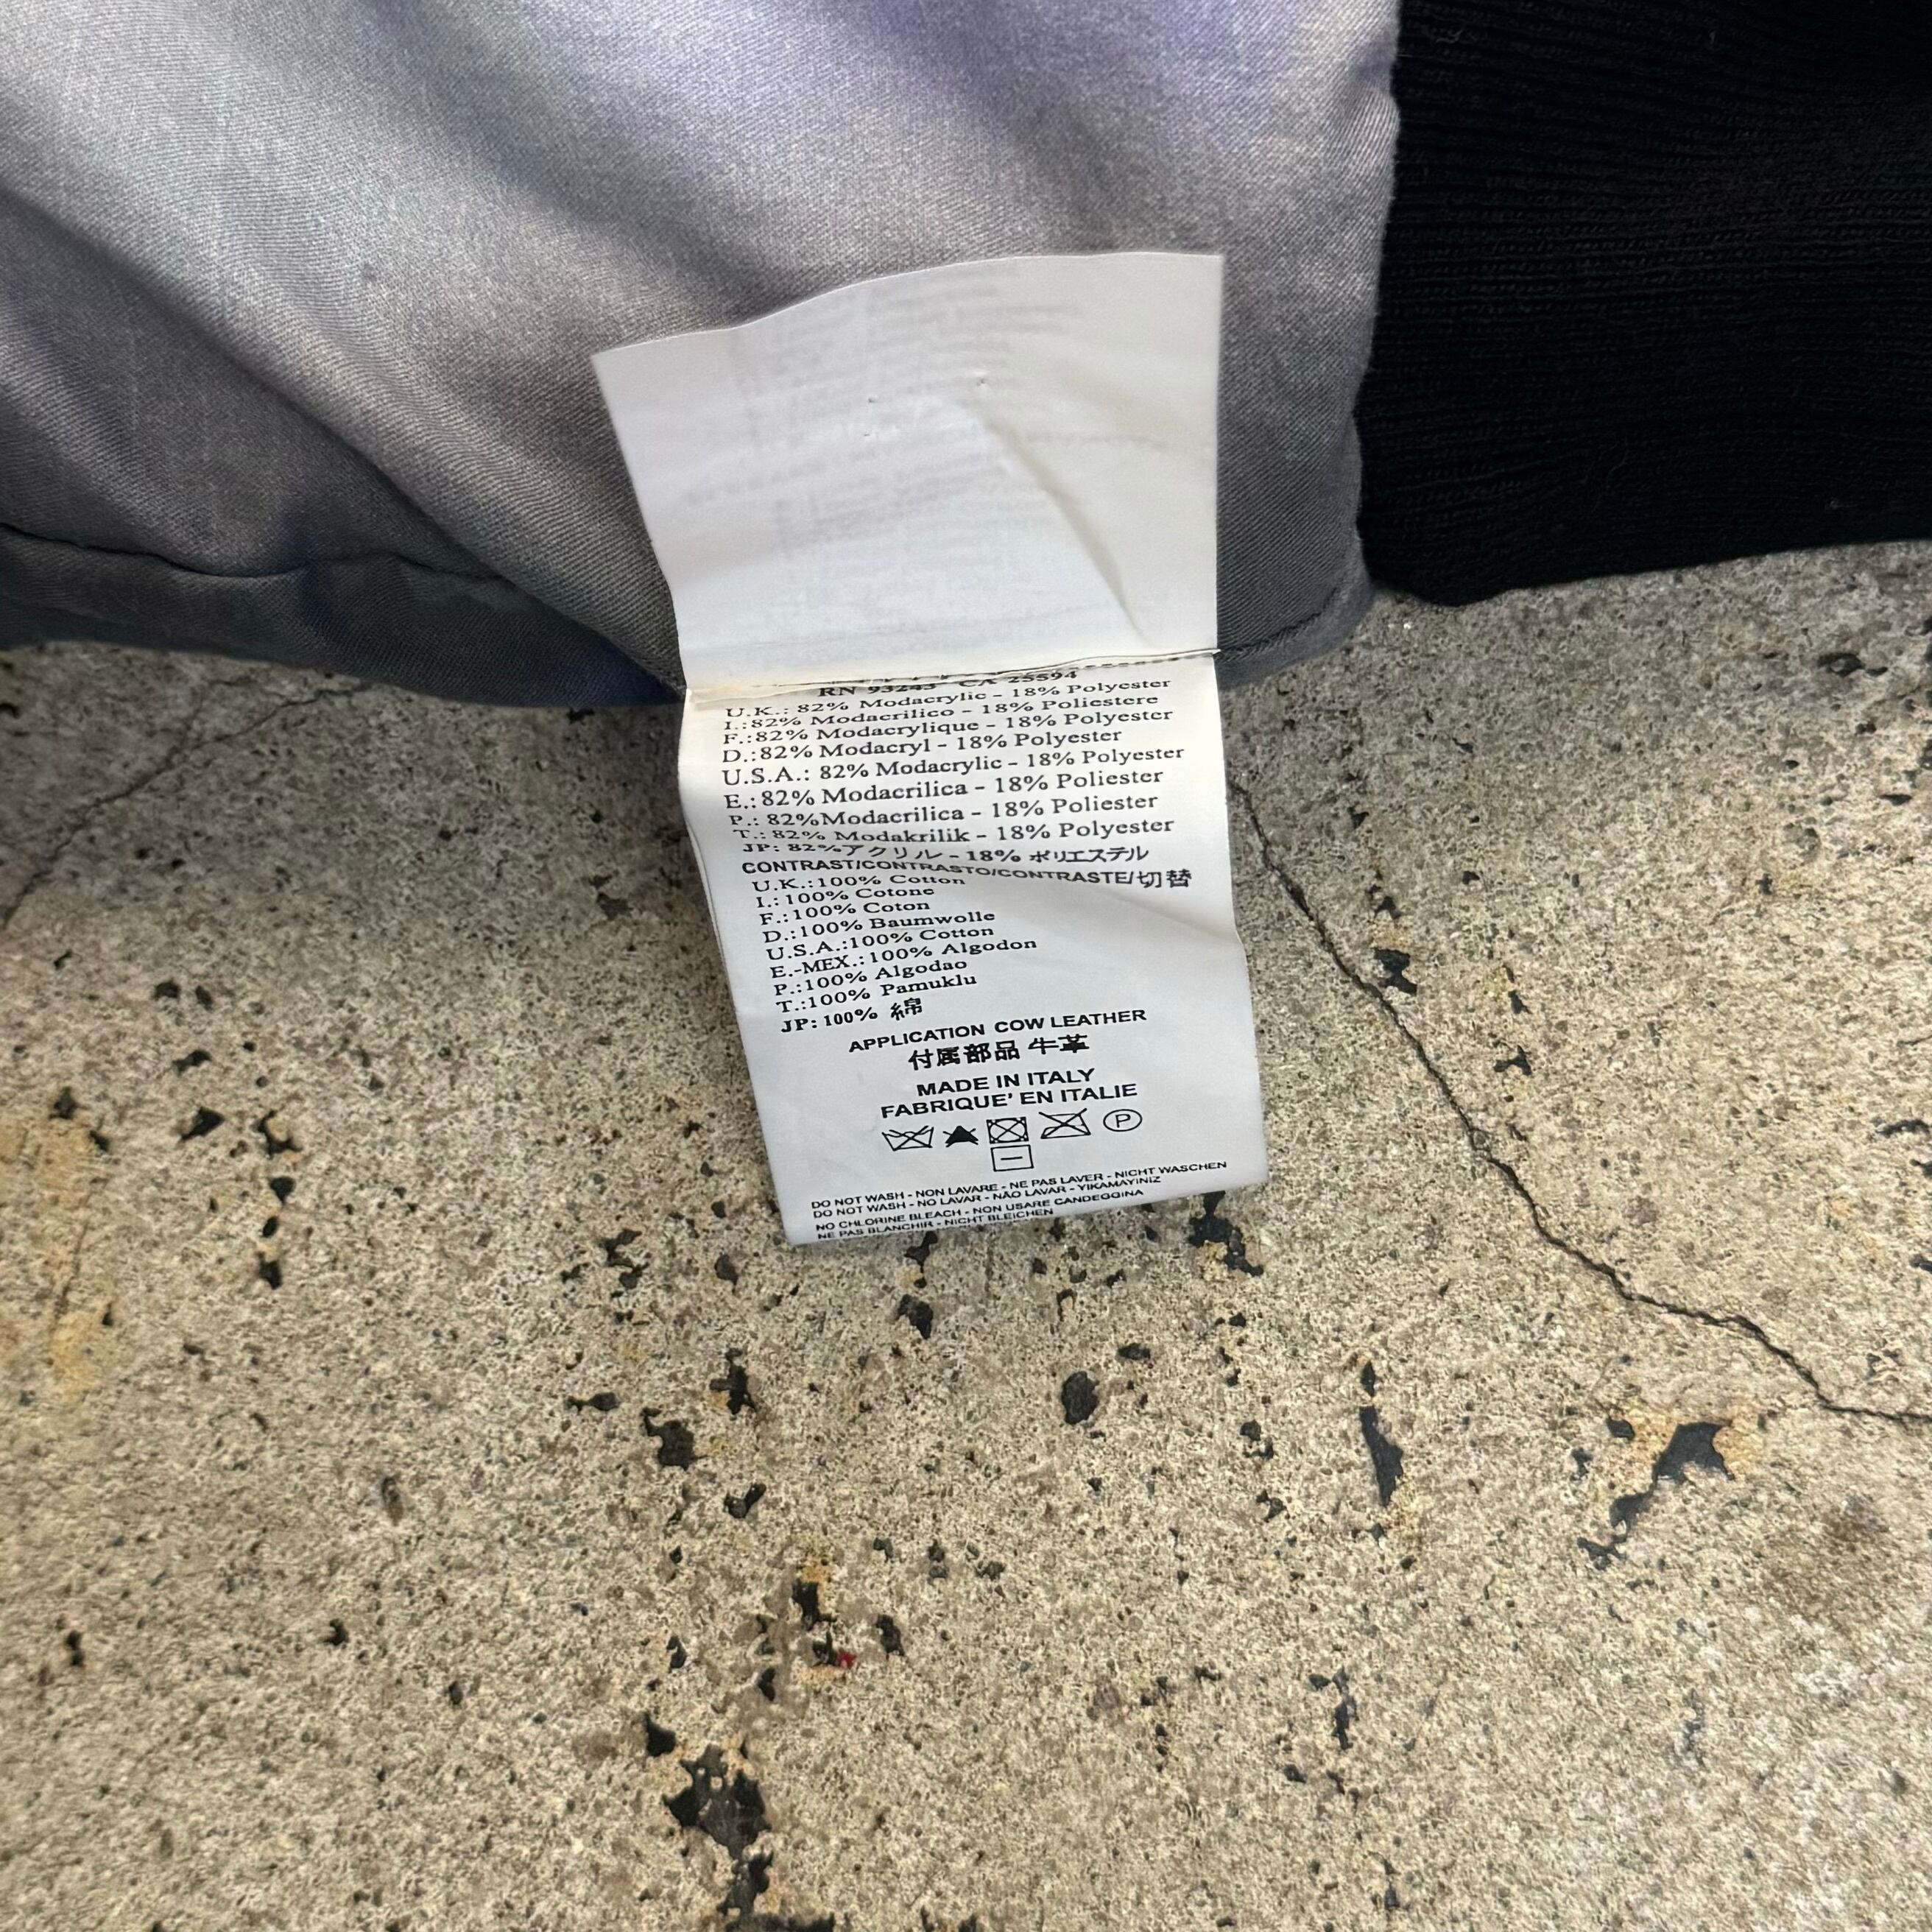 RN 93243 CA 25594
U.K.: 82% Modacrylic - 18% Polyester
I.:82% Modacrilico - 18% Poliestere
F.:82% Modacrylique - 18% Polyester
D.:82% Modacryl - 18% Polyester
U.S.A.: 82% Modacrylic - 18% Polyester
E.: 82% Modacrilica - 18% Poliester
P.: 82%Modacrilica - 18% Poliester
T.: 82% Modakrilik - 18% Polyester
JP: 82%アクリル - 18% ポリエステル
CONTRAST/CONTRASTO/CONTRASTE/切替
U.K.:100% Cotton
I.:100% Cotone
F.:100% Coton
D.:100% Baumwolle
U.S.A.:100% Cotton
E.-MEX.:100% Algodon
P.:100% Algodao
T.:100% Pamuklu
JP: 100% 綿
APPLICATION COW LEATHER
付属部品 牛革
MADE IN ITALY
FABRIQUE' EN ITALIE
P
DO NOT WASH - NON LAVARE - NE PAS LAVER - NICHT WASCHEN
DO NOT WASH - NO LAVAR - NÃO LAVAR - YIKAMAYINIZ
NO CHLORINE BLEACH - NON USARE CANDEGGINA
NE PAS BLANCHIR - NICHT BLEICHEN